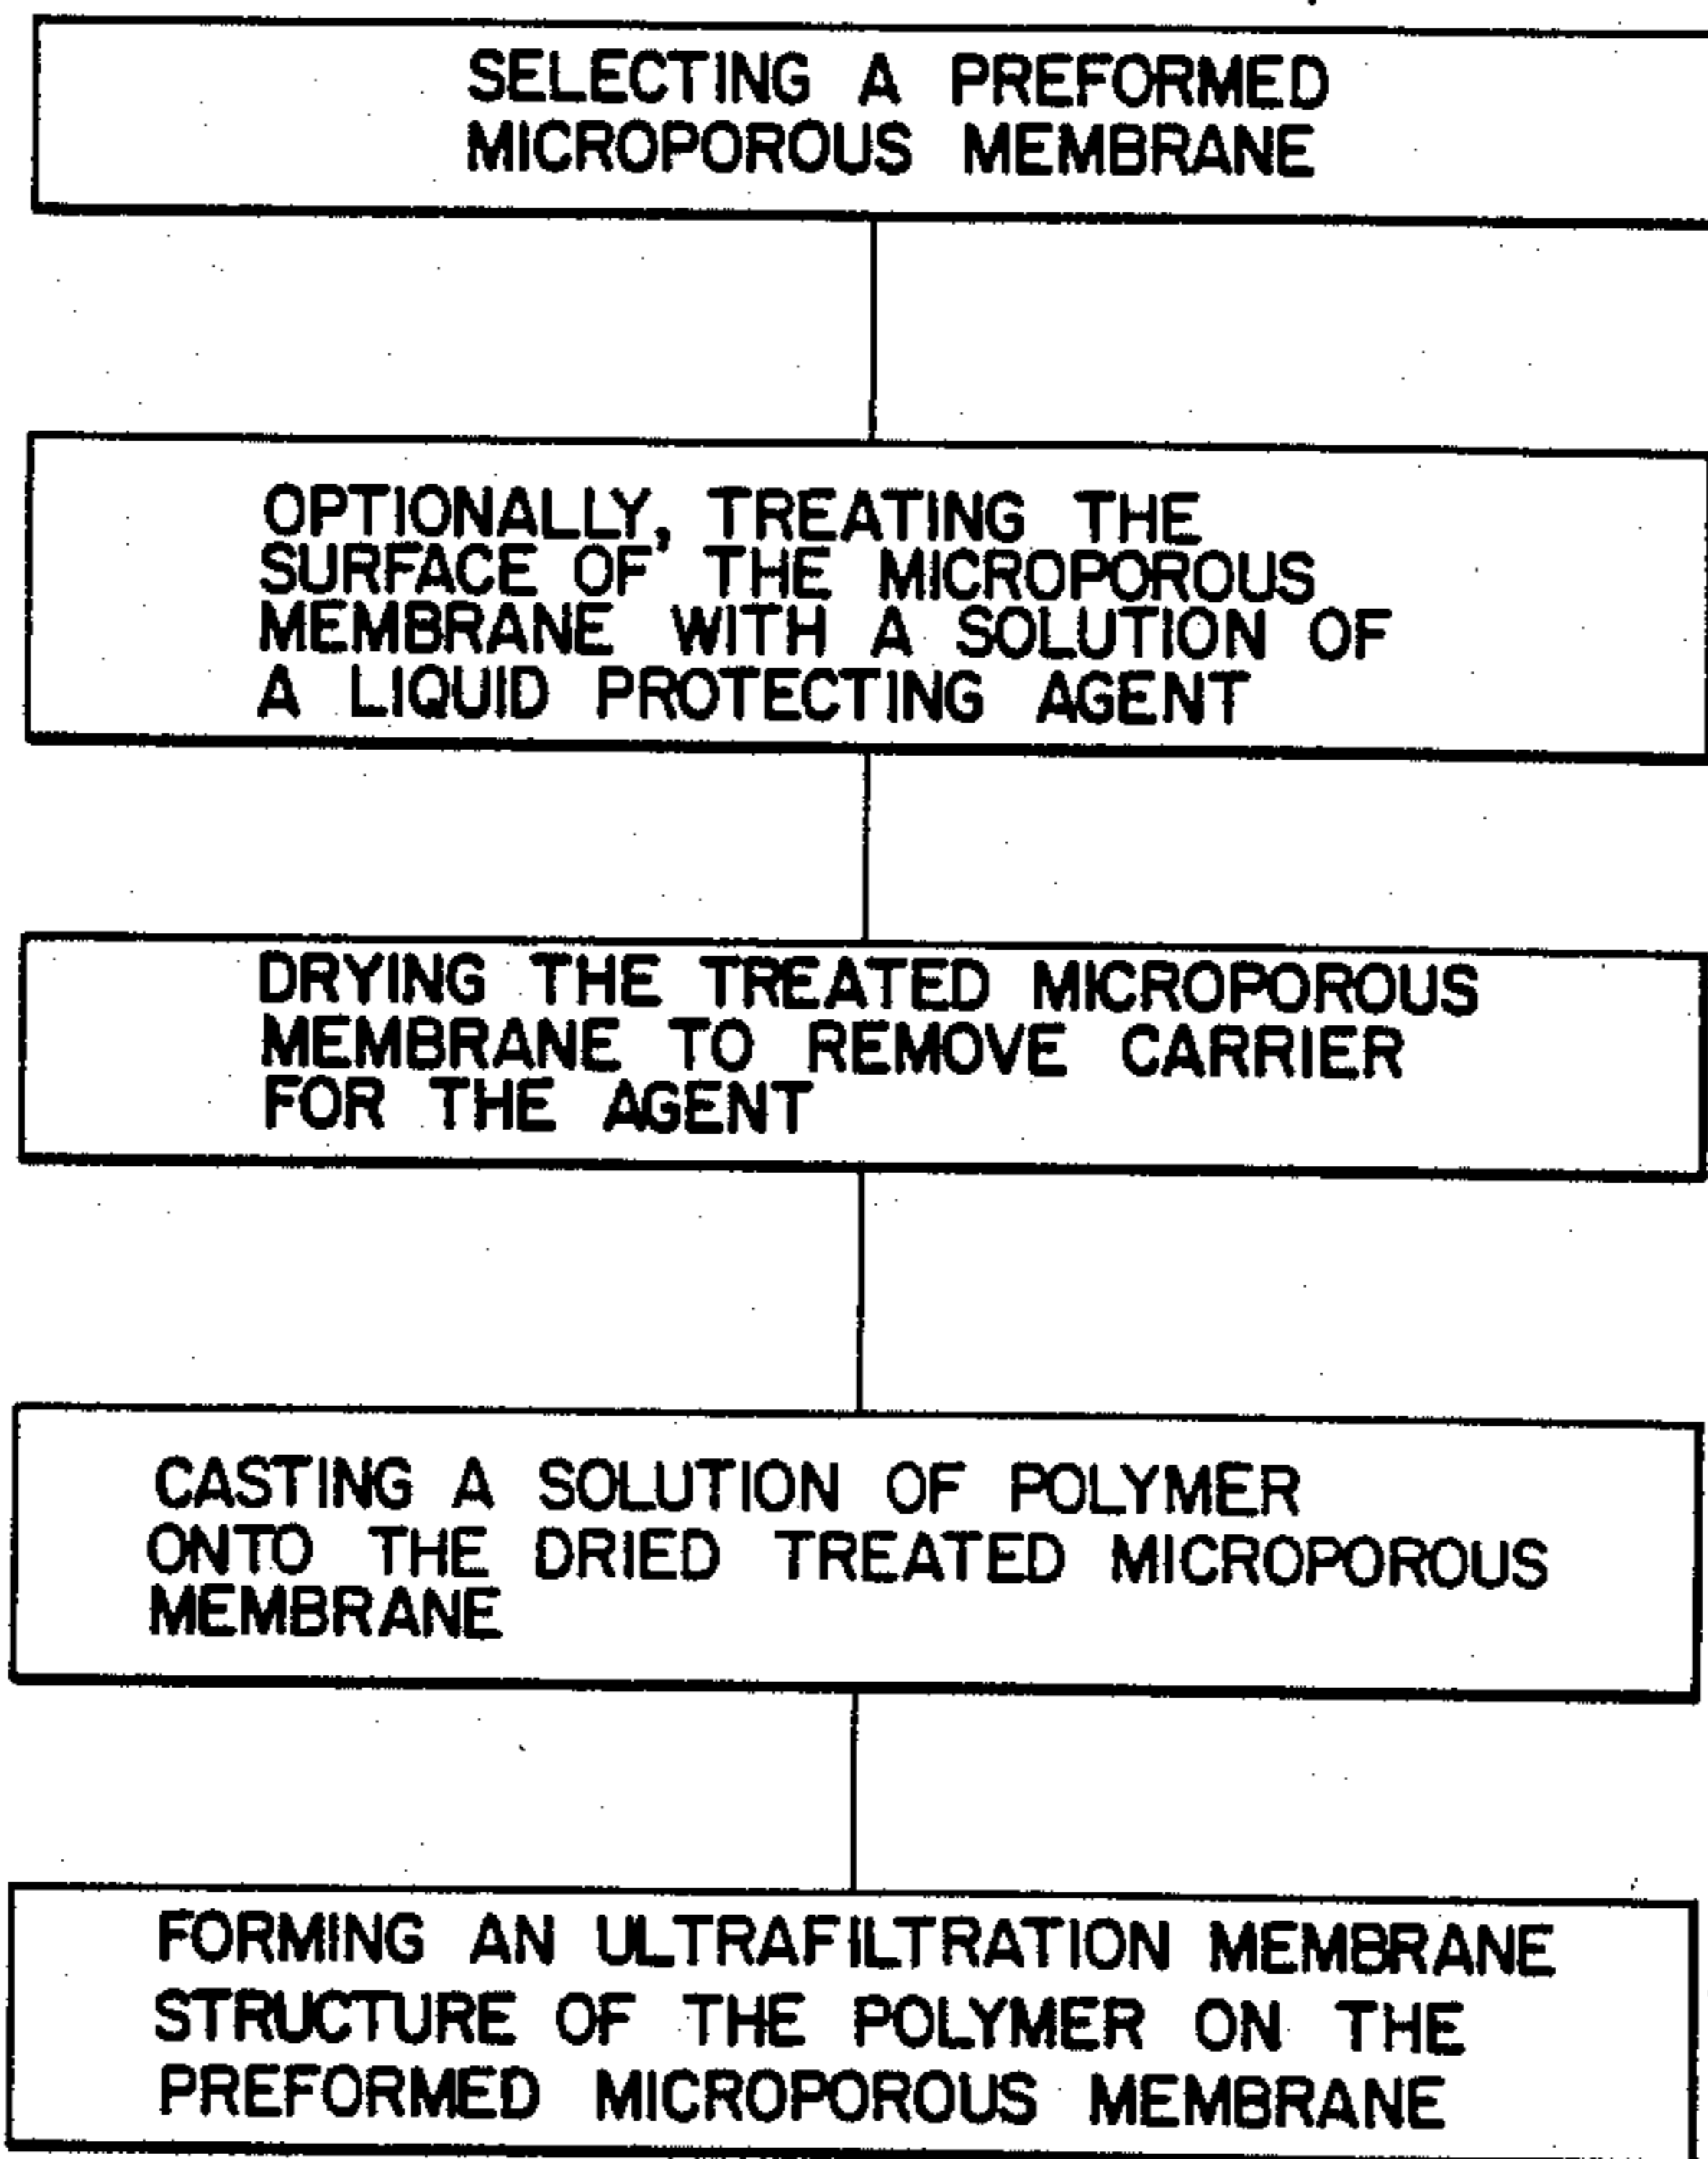 SELECTING A PREFORMED
MICROPOROUS MEMBRANE
OPTIONALLY, TREATING THE
SURFACE OF THE MICROPOROUS
MEMBRANE WITH A SOLUTION OF
A LIQUID PROTECTING AGENT
DRYING THE TREATED MICROPOROUS
MEMBRANE TO REMOVE CARRIER
FOR THE AGENT
CASTING A SOLUTION OF POLYMER
ONTO THE DRIED TREATED MICROPOROUS
MEMBRANE
FORMING AN ULTRAFILTRATION MEMBRANE
STRUCTURE OF THE POLYMER ON THE
PREFORMED MICROPOROUS MEMBRANE